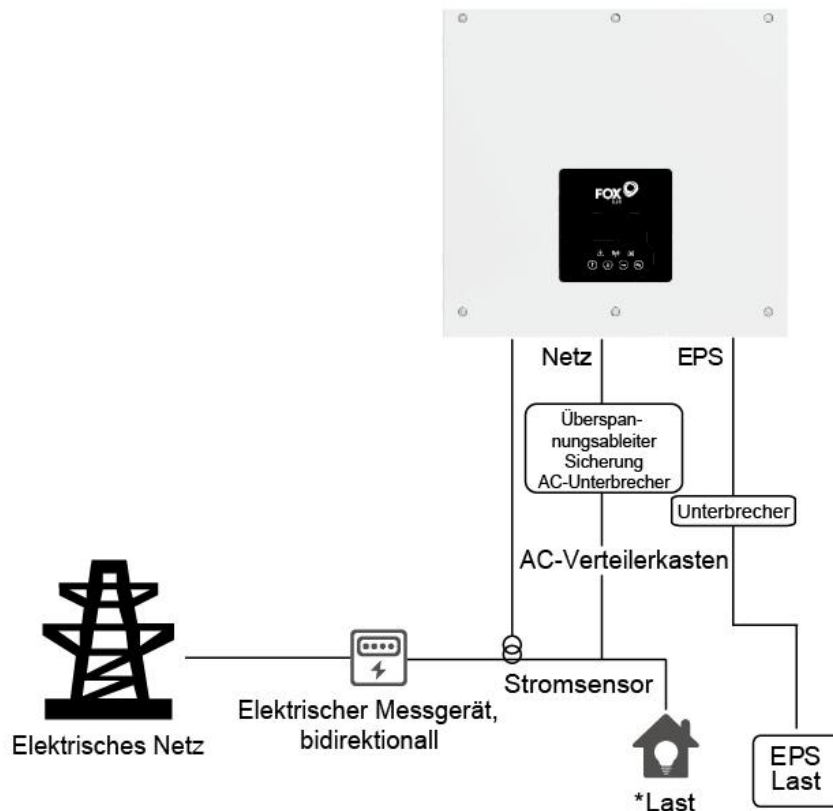 FOX
Netz
EPS
Überspan-
nungsableiter
Sicherung
AC-Unterbrecher
Unterbrecher
AC-Verteilerkasten
Stromsensor
Elektrischer Messgerät,
bidirektionall
Elektrisches Netz
*Last
EPS
Last